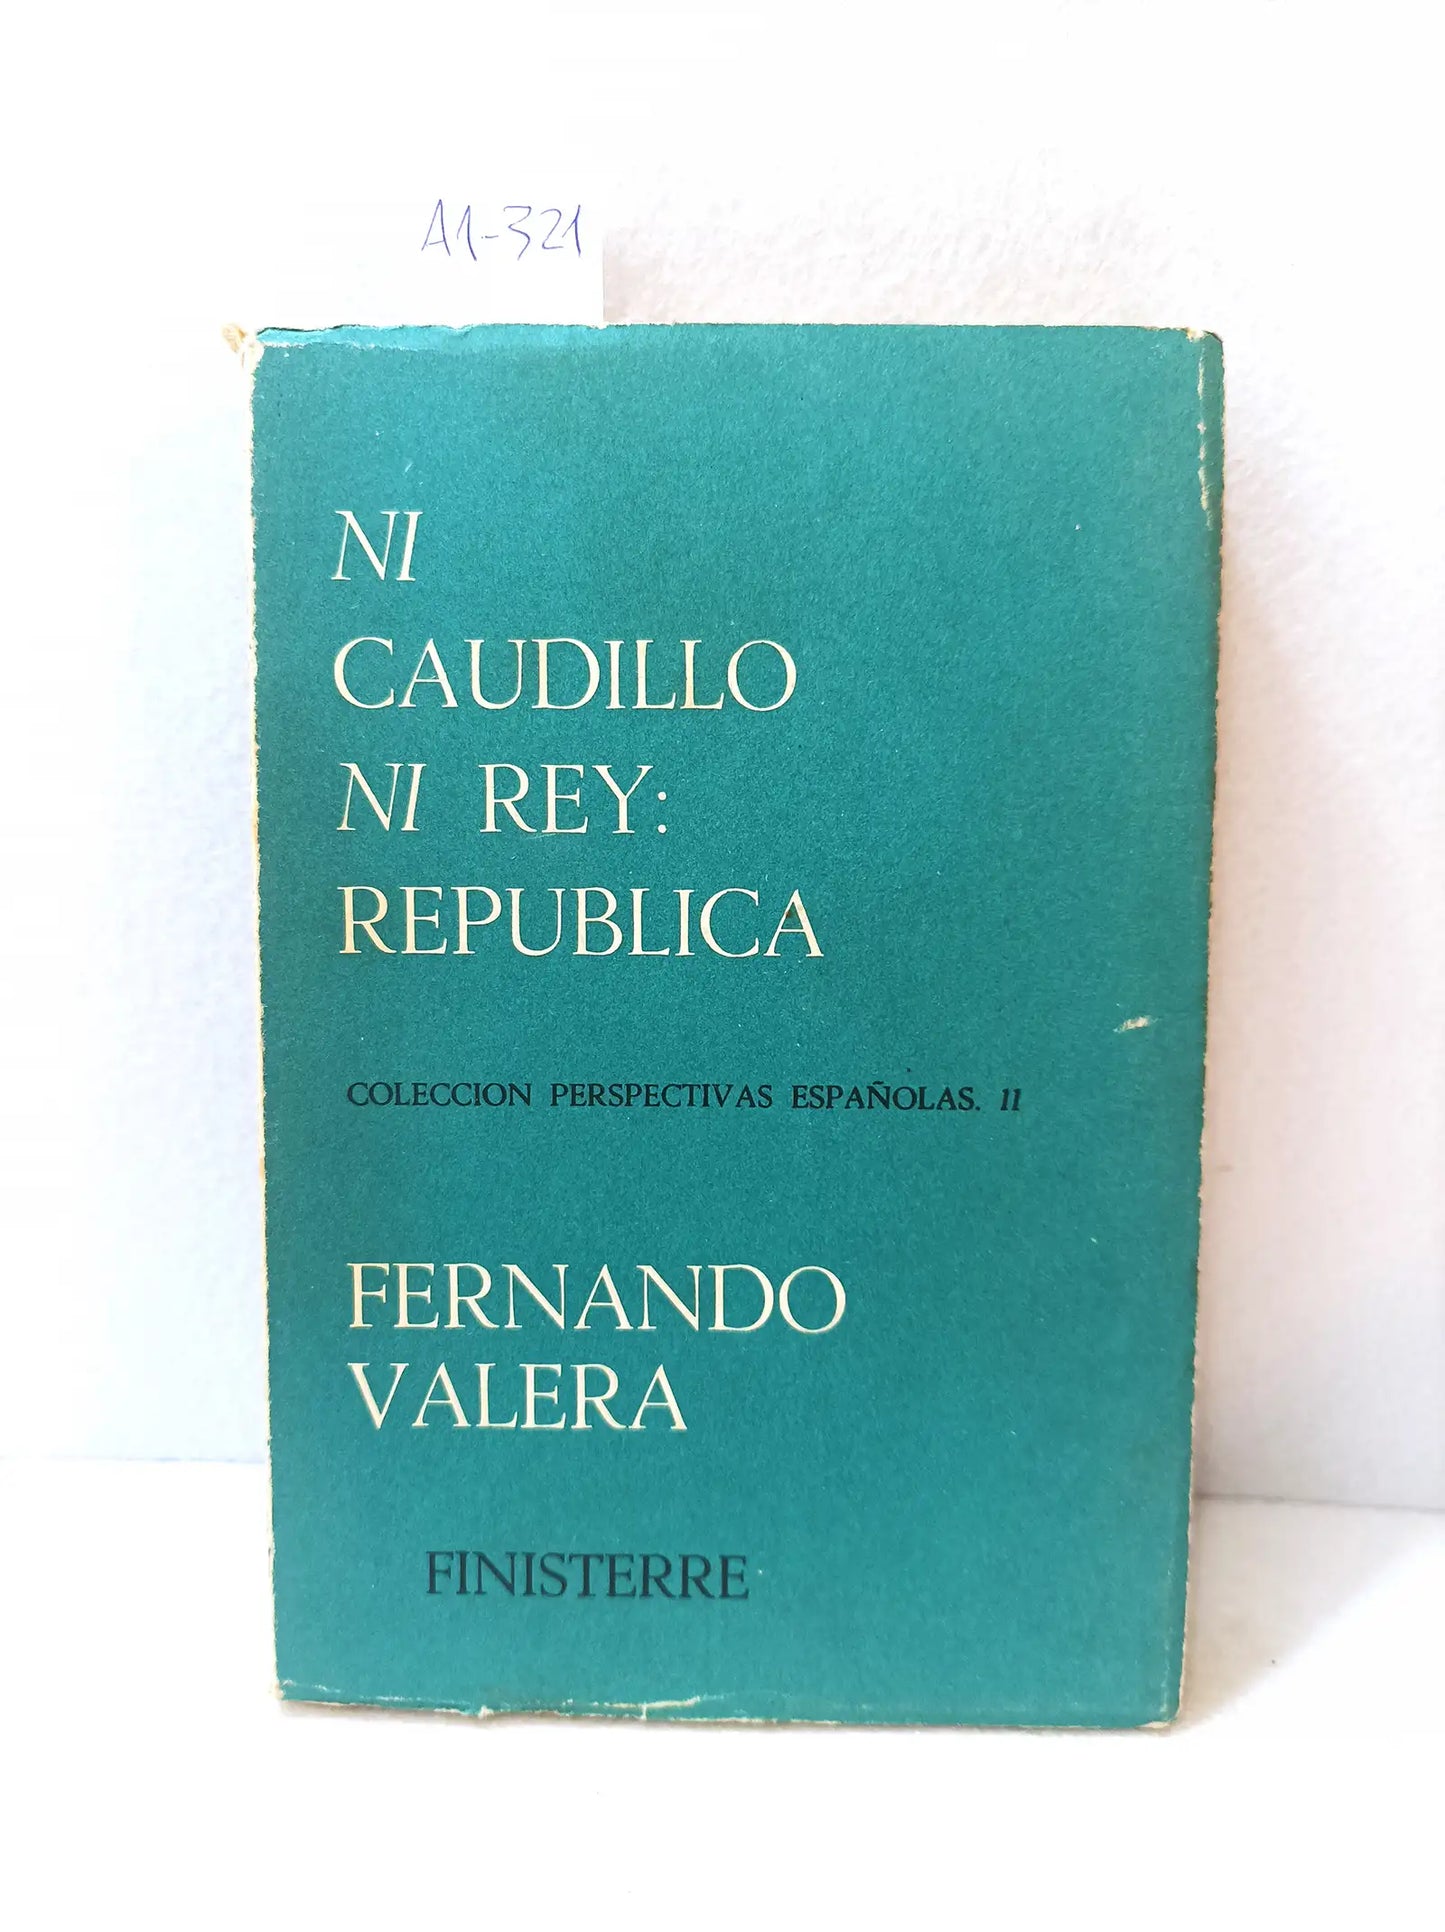 A1-321
NI
CAUDILLO
NI REY:
REPUBLICA
COLECCION PERSPECTIVAS ESPAÑOLAS. 11
FERNANDO
VALERA
FINISTERRE